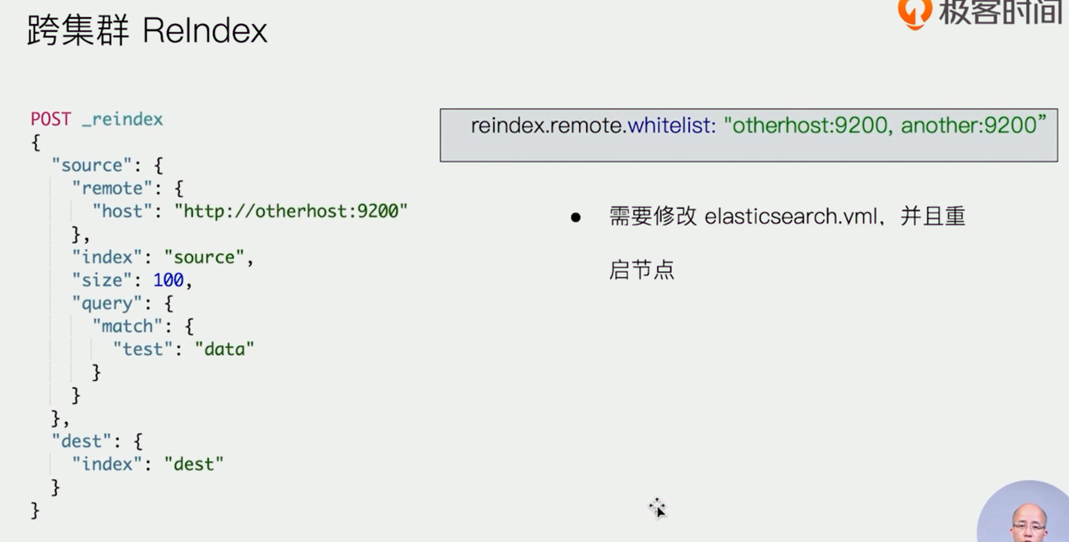 跨集群 ReIndex
极客时间
POST _reindex
{
"source": {
"remote": {
"host": "http://otherhost:9200"
},
"index": "source",
"size": 100,
"query": {
"match": {
"test": "data"
}
}
},
"dest": {
"index": "dest"
}
}
reindex.remote.whitelist: "otherhost:9200, another:9200”
● 需要修改 elasticsearch.vml，并且重
启节点